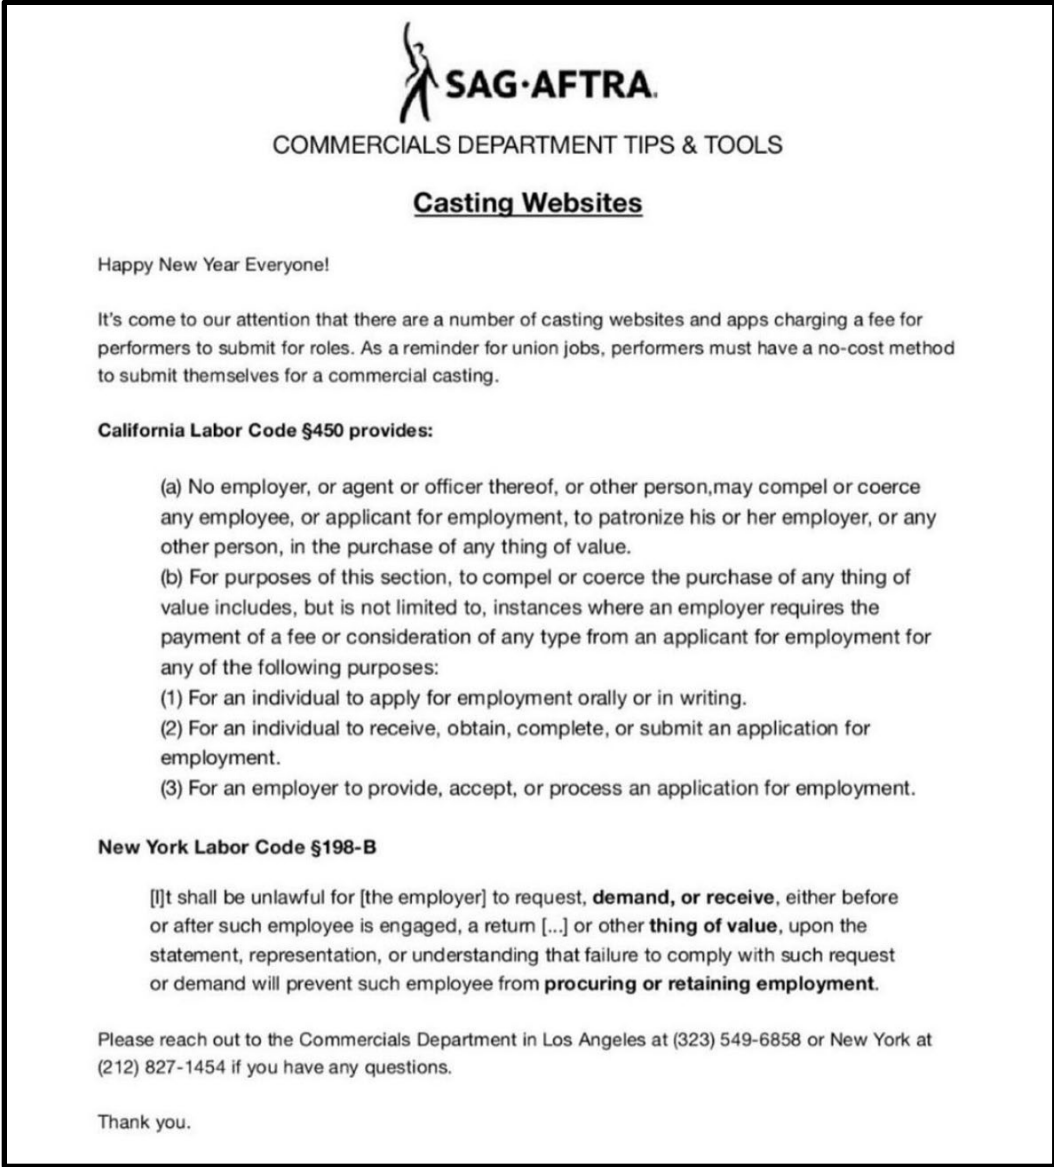 SAG·AFTRA.
COMMERCIALS DEPARTMENT TIPS & TOOLS
Casting Websites
Happy New Year Everyone!
It's come to our attention that there are a number of casting websites and apps charging a fee for
performers to submit for roles. As a reminder for union jobs, performers must have a no-cost method
to submit themselves for a commercial casting.
California Labor Code §450 provides:
(a) No employer, or agent or officer thereof, or other person,may compel or coerce
any employee, or applicant for employment, to patronize his or her employer, or any
other person, in the purchase of any thing of value.
(b) For purposes of this section, to compel or coerce the purchase of any thing of
value includes, but is not limited to, instances where an employer requires the
payment of a fee or consideration of any type from an applicant for employment for
any of the following purposes:
(1) For an individual to apply for employment orally or in writing.
(2) For an individual to receive, obtain, complete, or submit an application for
employment.
(3) For an employer to provide, accept, or process an application for employment.
New York Labor Code §198-B
[I]t shall be unlawful for [the employer] to request, demand, or receive, either before
or after such employee is engaged, a return [...] or other thing of value, upon the
statement, representation, or understanding that failure to comply with such request
or demand will prevent such employee from procuring or retaining employment.
Please reach out to the Commercials Department in Los Angeles at (323) 549-6858 or New York at
(212) 827-1454 if you have any questions.
Thank you.